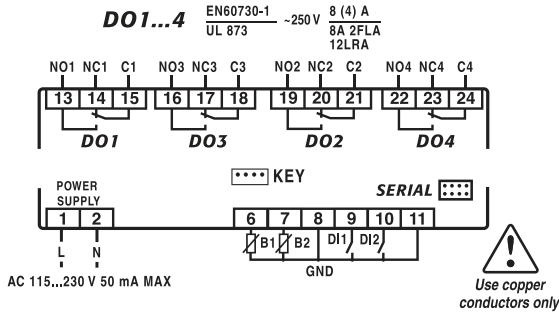 DO1...4 EN60730-1 ~250 V 8 (4) A
UL 873 8A 2FLA
12LRA
NO1 NC1 C1 NO3 NC3 C3 NO2 NC2 C2 NO4 NC4 C4
13 14 15 16 17 18 19 20 21 22 23 24
DO1 DO3 DO2 DO4
KEY
POWER
SUPPLY
SERIAL
1 2 6 7 8 9 10 11
B1 B2 DI1 DI2
L N GND
AC 115...230 V 50 mA MAX
!
Use copper
conductors only